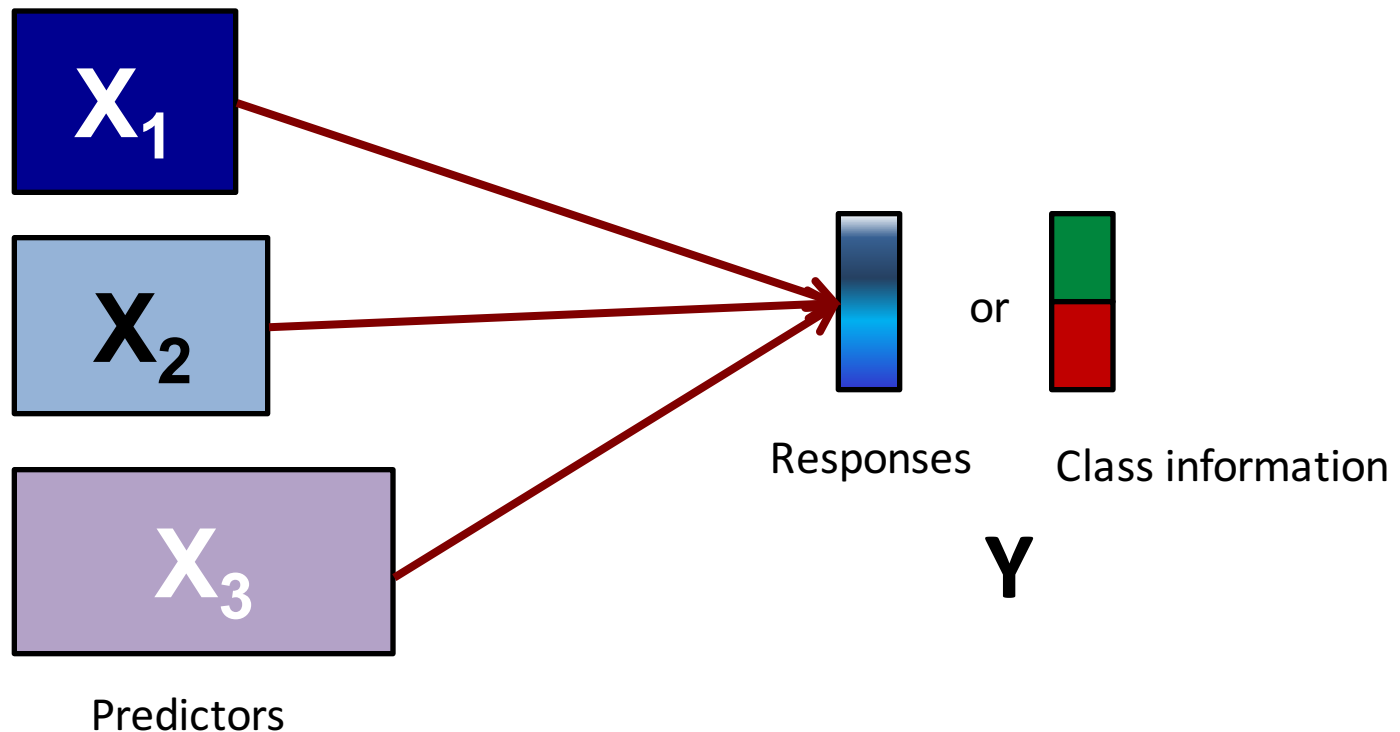 X₁
X₂
X₃
Predictors
or
Responses
Class information
Y